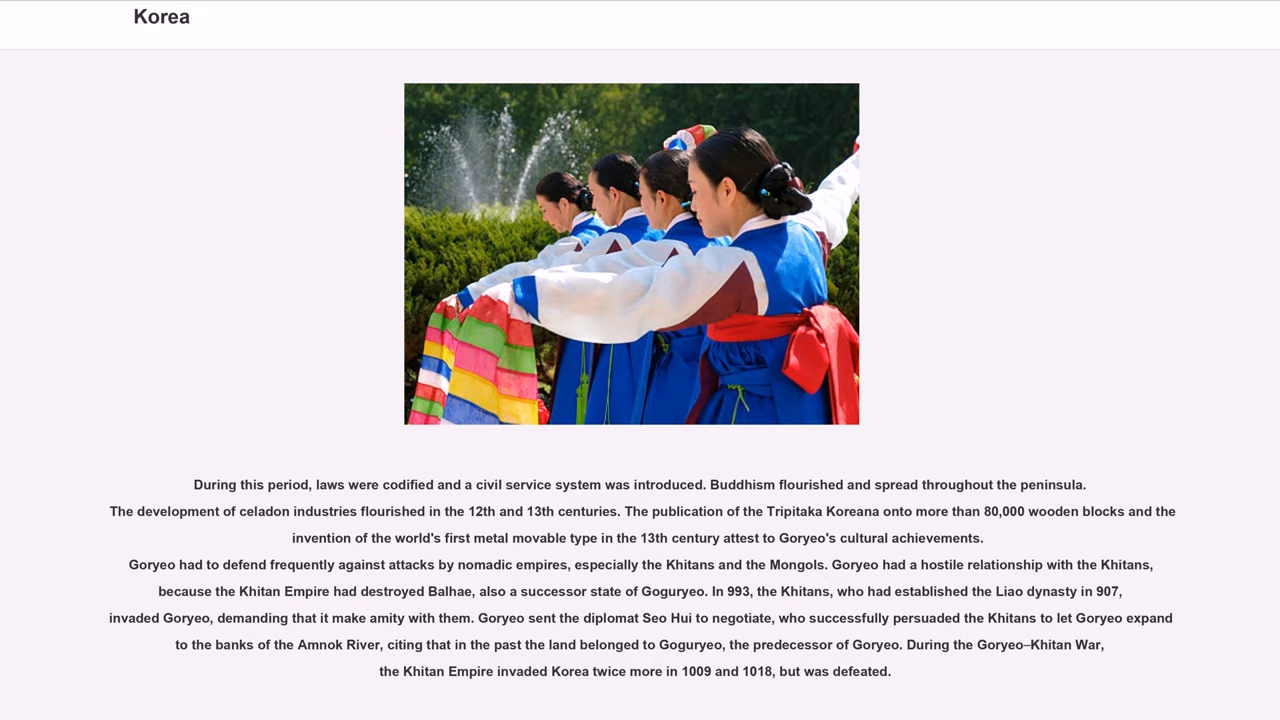 Korea
During this period, laws were codified and a civil service system was introduced. Buddhism flourished and spread throughout the peninsula.
The development of celadon industries flourished in the 12th and 13th centuries. The publication of the Tripitaka Koreana onto more than 80,000 wooden blocks and the
invention of the world's first metal movable type in the 13th century attest to Goryeo's cultural achievements.
Goryeo had to defend frequently against attacks by nomadic empires, especially the Khitans and the Mongols. Goryeo had a hostile relationship with the Khitans,
because the Khitan Empire had destroyed Balhae, also a successor state of Goguryeo. In 993, the Khitans, who had established the Liao dynasty in 907,
invaded Goryeo, demanding that it make amity with them. Goryeo sent the diplomat Seo Hui to negotiate, who successfully persuaded the Khitans to let Goryeo expand
to the banks of the Amnok River, citing that in the past the land belonged to Goguryeo, the predecessor of Goryeo. During the Goryeo–Khitan War,
the Khitan Empire invaded Korea twice more in 1009 and 1018, but was defeated.